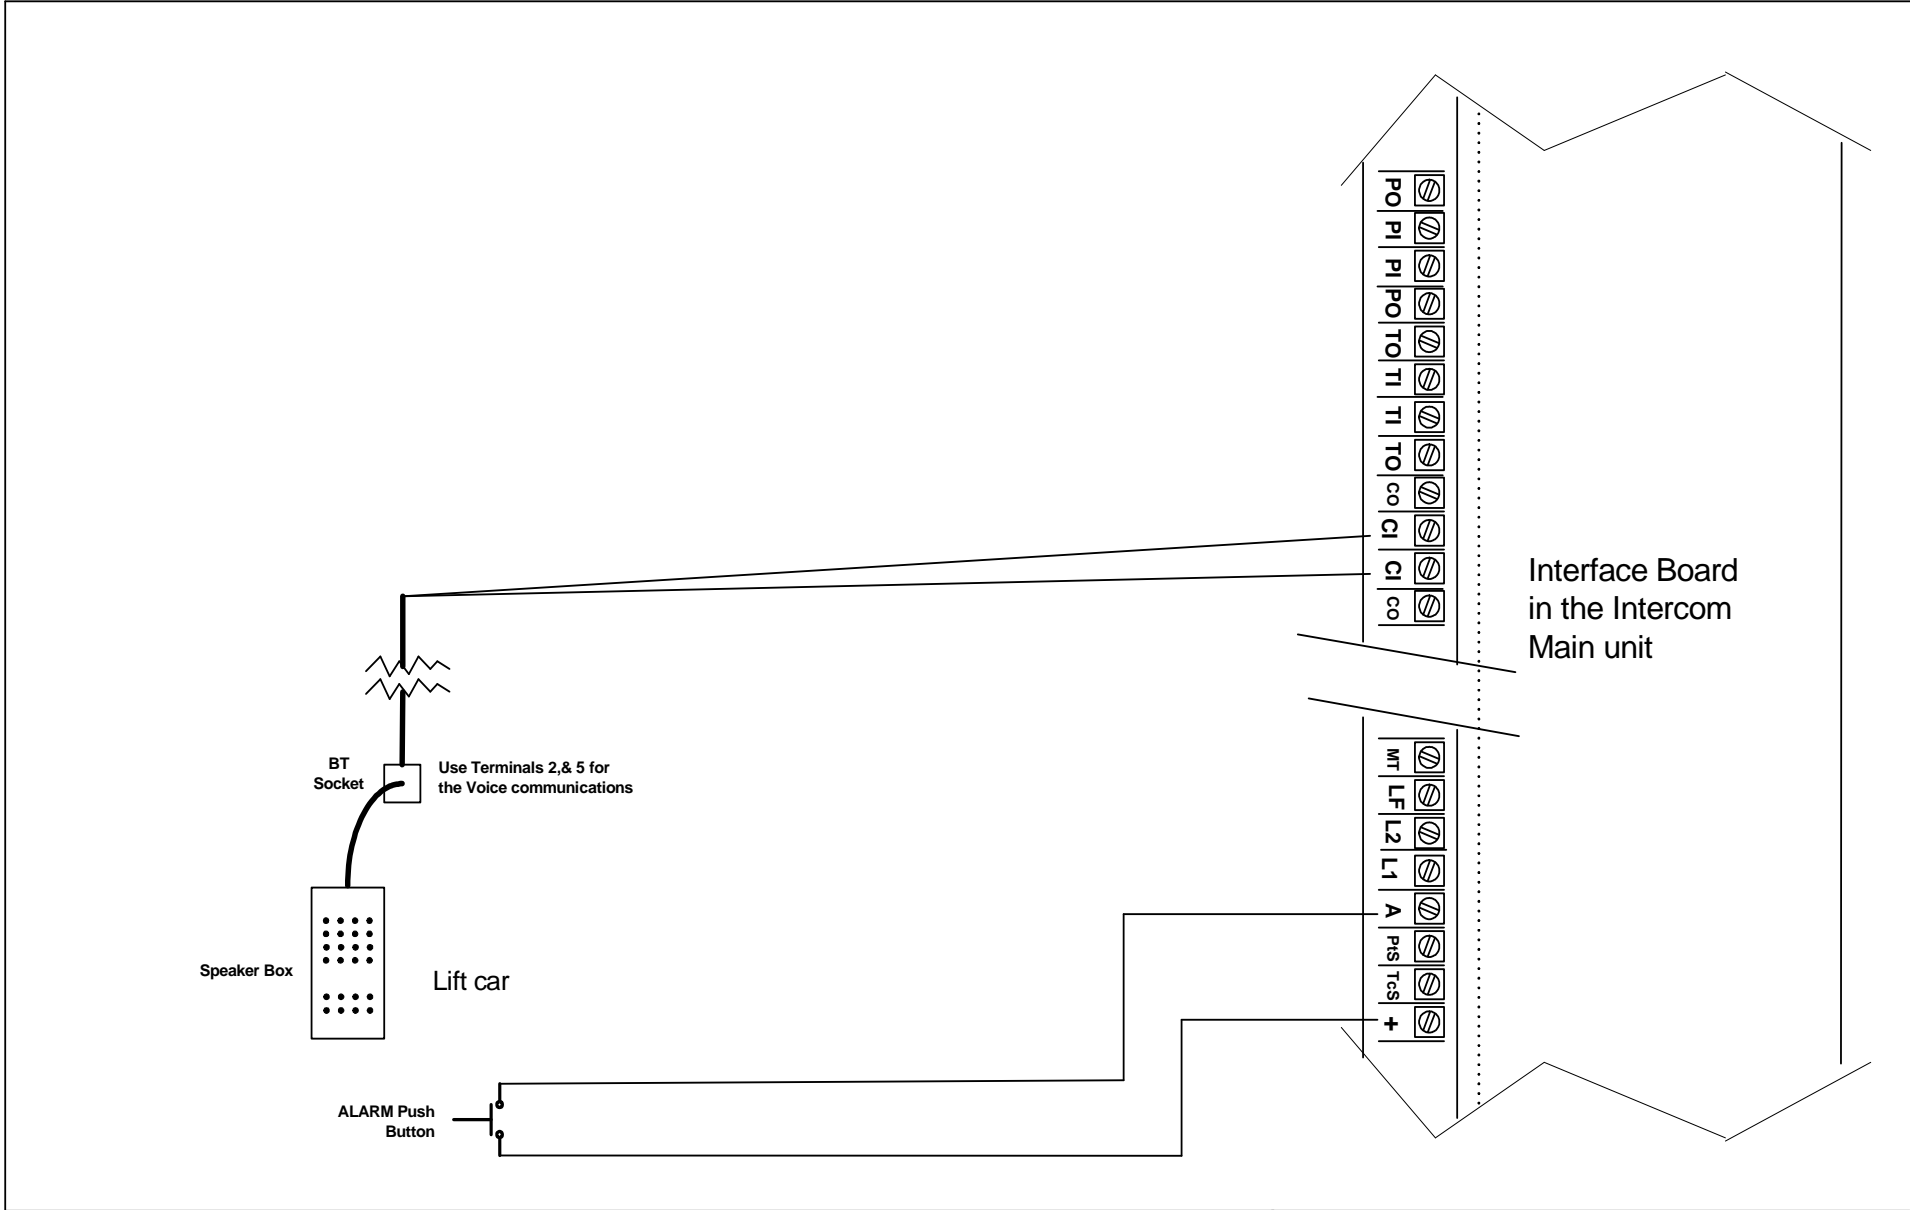 PO
PI
PI
PO
TO
TI
TI
TO
CO
CI
CI
CO
Interface Board
in the Intercom
Main unit
MT
LF
L2
L1
A
PtS
TcS
+
BT
Socket
Use Terminals 2,& 5 for
the Voice communications
Speaker Box
Lift car
ALARM Push
Button